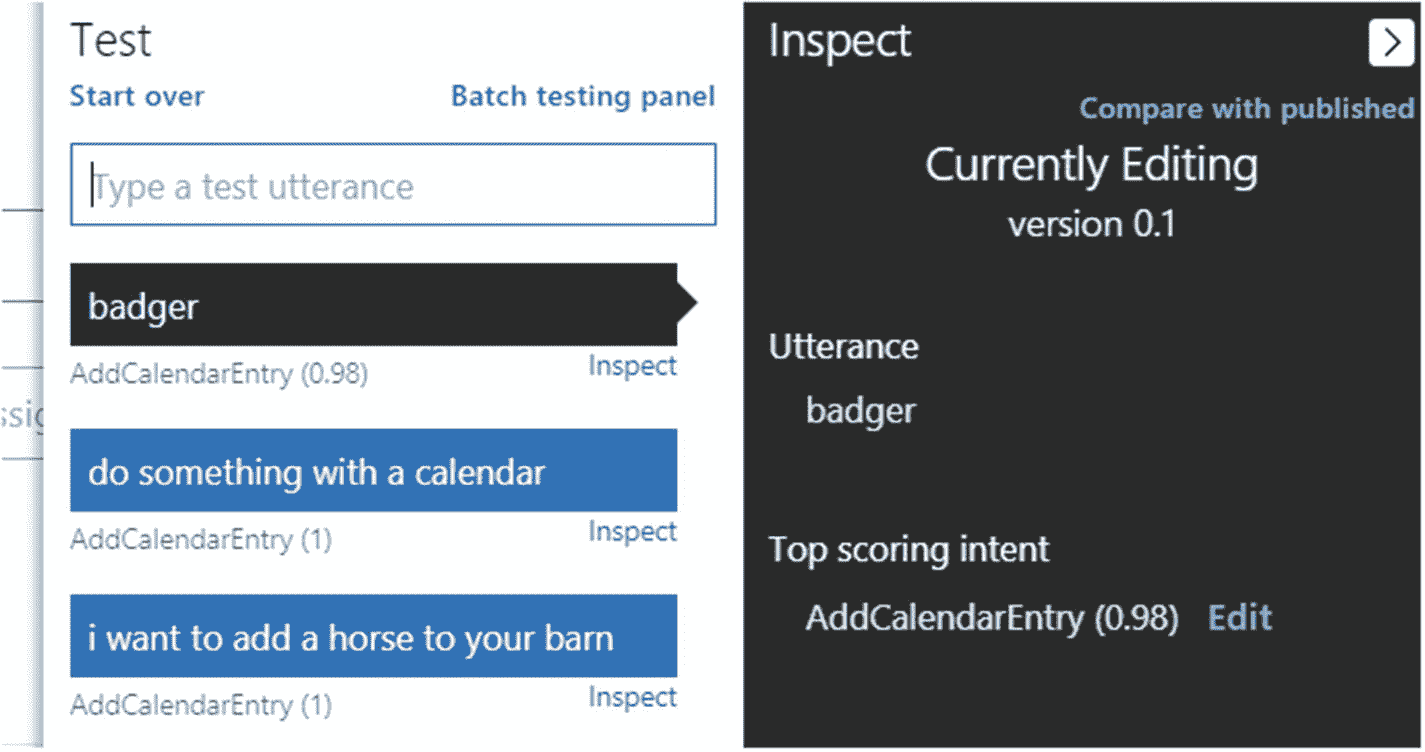 Test
Start over
Batch testing panel
Type a test utterance
badger
AddCalendarEntry (0.98)
Inspect
do something with a calendar
AddCalendarEntry (1)
Inspect
i want to add a horse to your barn
AddCalendarEntry (1)
Inspect
Inspect
Compare with published
Currently Editing
version 0.1
Utterance
badger
Top scoring intent
AddCalendarEntry (0.98) Edit